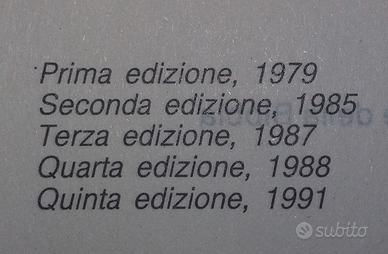 Prima edizione, 1979
Seconda edizione, 1985
Terza edizione, 1987
Quarta edizione, 1988
Quinta edizione, 1991
subito